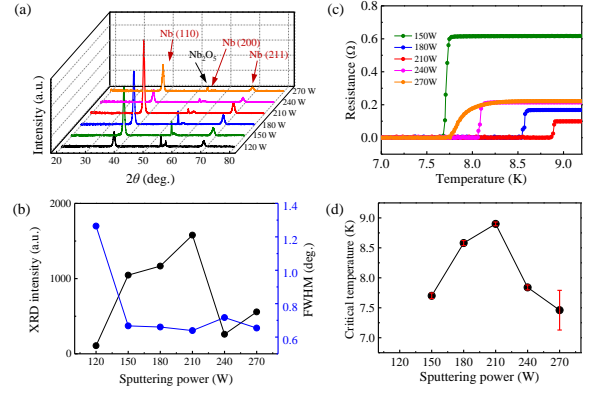 (a)
Nb (110)
Nb2O5
Nb (200)
Nb (211)
270 W
240 W
210 W
180 W
150 W
120 W
Intensity (a.u.)
20 30 40 50 60 70 80
2θ (deg.)
(c)
150W
180W
210W
240W
270W
Resistance (Ω)
0.8
0.6
0.4
0.2
0.0
7.0 7.5 8.0 8.5 9.0
Temperature (K)
(b)
XRD intensity (a.u.)
2000
1000
0
1.4
1.2
1.0
0.8
0.6
FWHM (deg.)
120 150 180 210 240 270
Sputtering power (W)
(d)
Critical temperature (K)
9.0
8.5
8.0
7.5
7.0
120 150 180 210 240 270
Sputtering power (W)